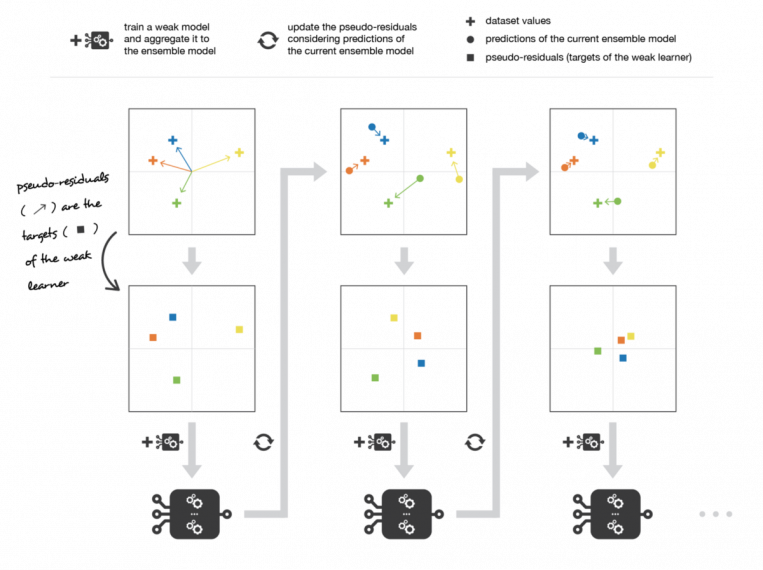 train a weak model
and aggregate it to
the ensemble model
update the pseudo-residuals
considering predictions of
the current ensemble model
dataset values
predictions of the current ensemble model
pseudo-residuals (targets of the weak learner)
pseudo-residuals
( ↗ ) are the
targets ( ■ )
of the weak
learner